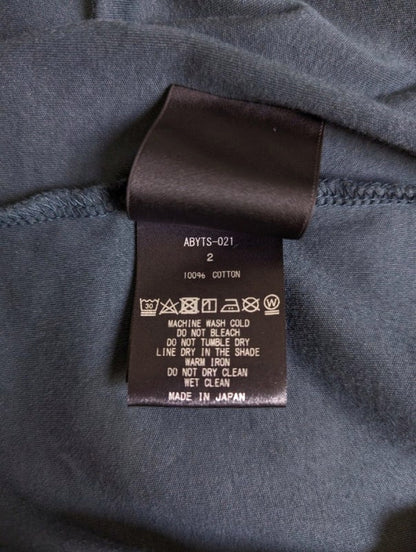 ABYTS-021
2
100% COTTON
30 W
MACHINE WASH COLD
DO NOT BLEACH
DO NOT TUMBLE DRY
LINE DRY IN THE SHADE
WARM IRON
DO NOT DRY CLEAN
WET CLEAN
MADE IN JAPAN